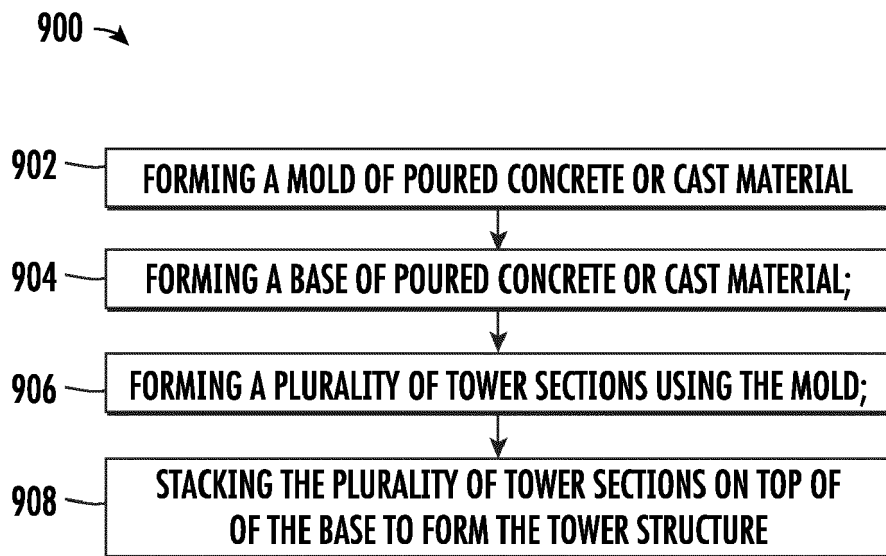 900
902
FORMING A MOLD OF POURED CONCRETE OR CAST MATERIAL
904
FORMING A BASE OF POURED CONCRETE OR CAST MATERIAL;
906
FORMING A PLURALITY OF TOWER SECTIONS USING THE MOLD;
908
STACKING THE PLURALITY OF TOWER SECTIONS ON TOP OF
OF THE BASE TO FORM THE TOWER STRUCTURE